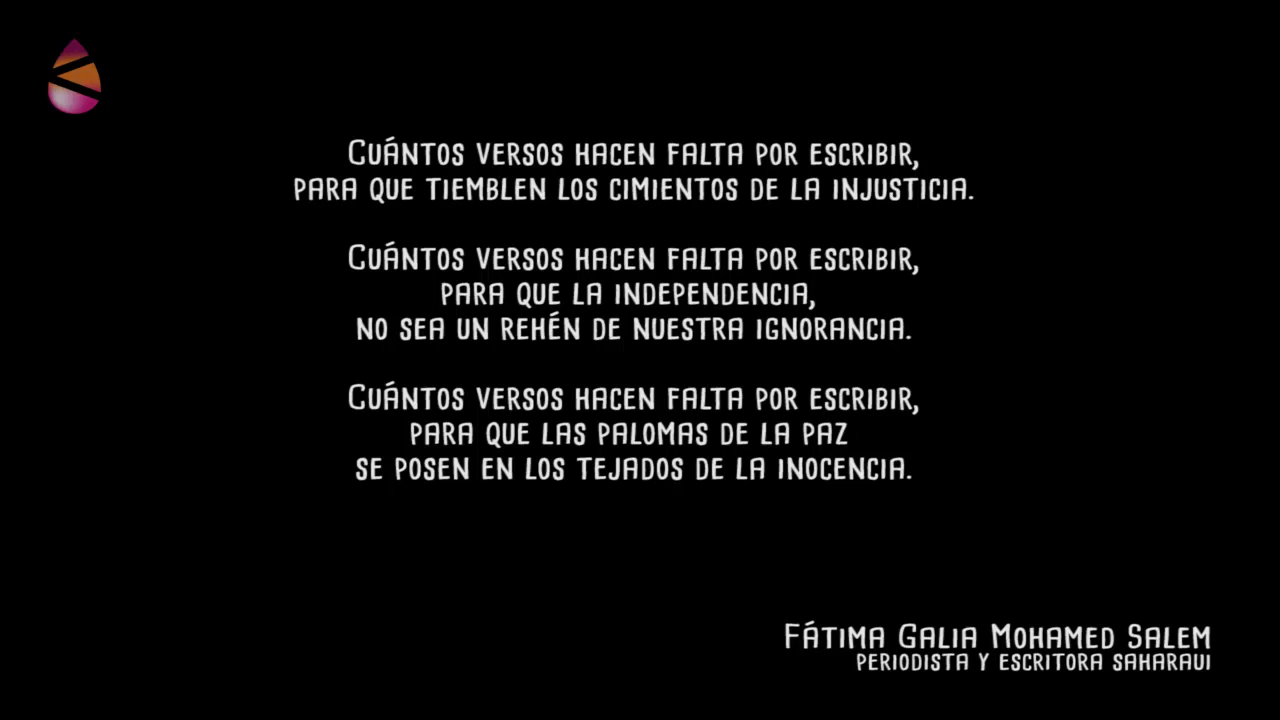 Cuántos versos hacen falta por escribir,
para que tiemblen los cimientos de la injusticia.
Cuántos versos hacen falta por escribir,
para que la independencia,
no sea un rehén de nuestra ignorancia.
Cuántos versos hacen falta por escribir,
para que las palomas de la paz
se posen en los tejados de la inocencia.
Fátima Galia Mohamed Salem
periodista y escritora saharaui